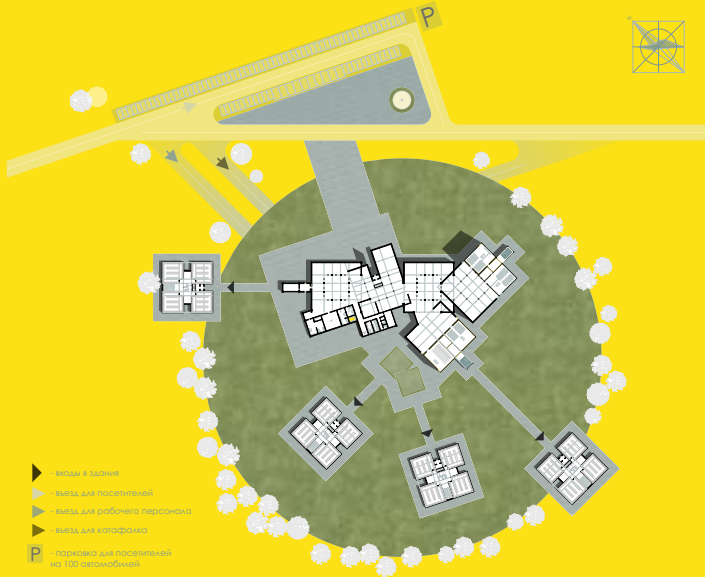 P
- входы в здания
- въезд для посетителей
- въезд для рабочего персонала
- въезд для катафалка
P - парковка для посетителей
на 100 автомобилей